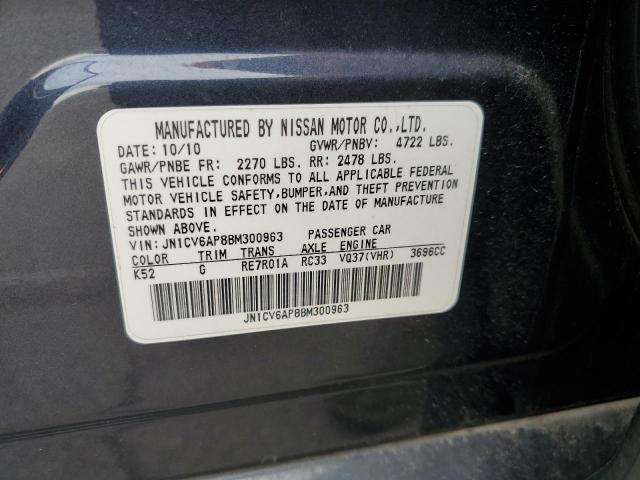 MANUFACTURED BY NISSAN MOTOR CO.,LTD.
DATE: 10/10 GVWR/PNBV: 4722 LBS.
GAWR/PNBE FR: 2270 LBS. RR: 2478 LBS.
THIS VEHICLE CONFORMS TO ALL APPLICABLE FEDERAL
MOTOR VEHICLE SAFETY,BUMPER,AND THEFT PREVENTION
STANDARDS IN EFFECT ON THE DATE OF MANUFACTURE
SHOWN ABOVE.
VIN: JN1CV6AP8BM300963 PASSENGER CAR
COLOR TRIM TRANS AXLE ENGINE
K52 G RE7R01A RC33 VQ37(VHR) 3696CC
JN1CV6AP8BM300963